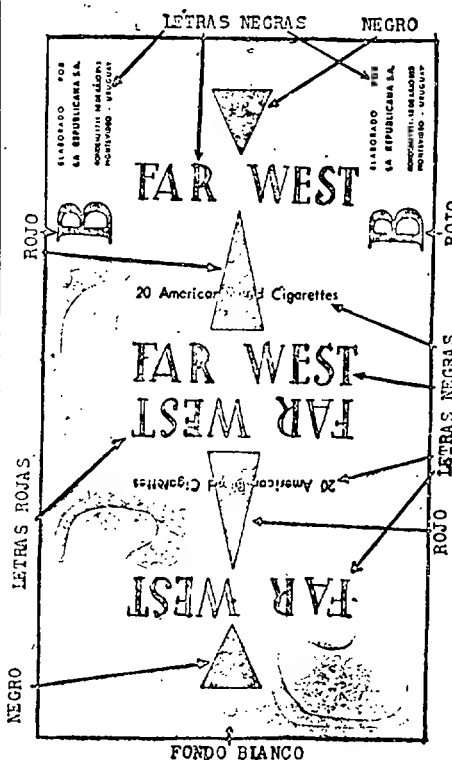 LETRAS NEGRAS
NEGRO
ELABORADO POR
LA REPUBLICANA S.A.
MONTEVIDEO - URUGUAY
ELABORADO POR
LA REPUBLICANA S.A.
MONTEVIDEO - URUGUAY
FAR WEST
B
B
ROJO
ROJO
20 American Blend Cigarettes
FAR WEST
LETRAS NEGRAS
FAR WEST
20 American Blend Cigarettes
LETRAS ROJAS
ROJO
FAR WEST
NEGRO
FONDO BLANCO